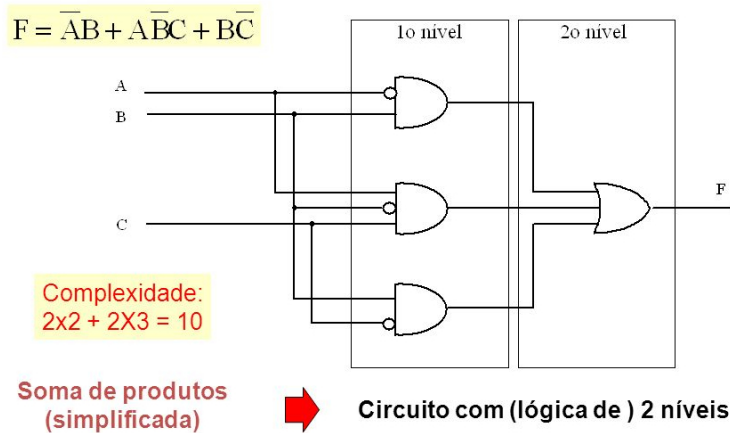 F = A̅B + AB̅C + BC̅
1o nível
2o nível
A
B
C
F
Complexidade:
2x2 + 2X3 = 10
Soma de produtos
(simplificada)
Circuito com (lógica de ) 2 níveis